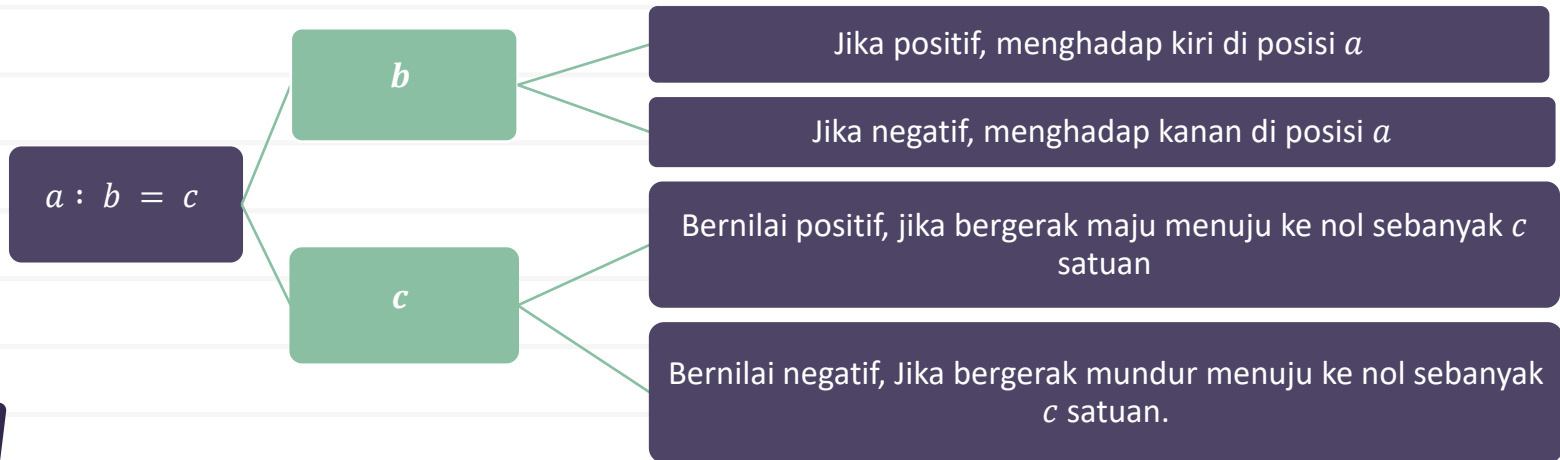 a : b = c
b
Jika positif, menghadap kiri di posisi a
Jika negatif, menghadap kanan di posisi a
c
Bernilai positif, jika bergerak maju menuju ke nol sebanyak c
satuan
Bernilai negatif, Jika bergerak mundur menuju ke nol sebanyak
c satuan.